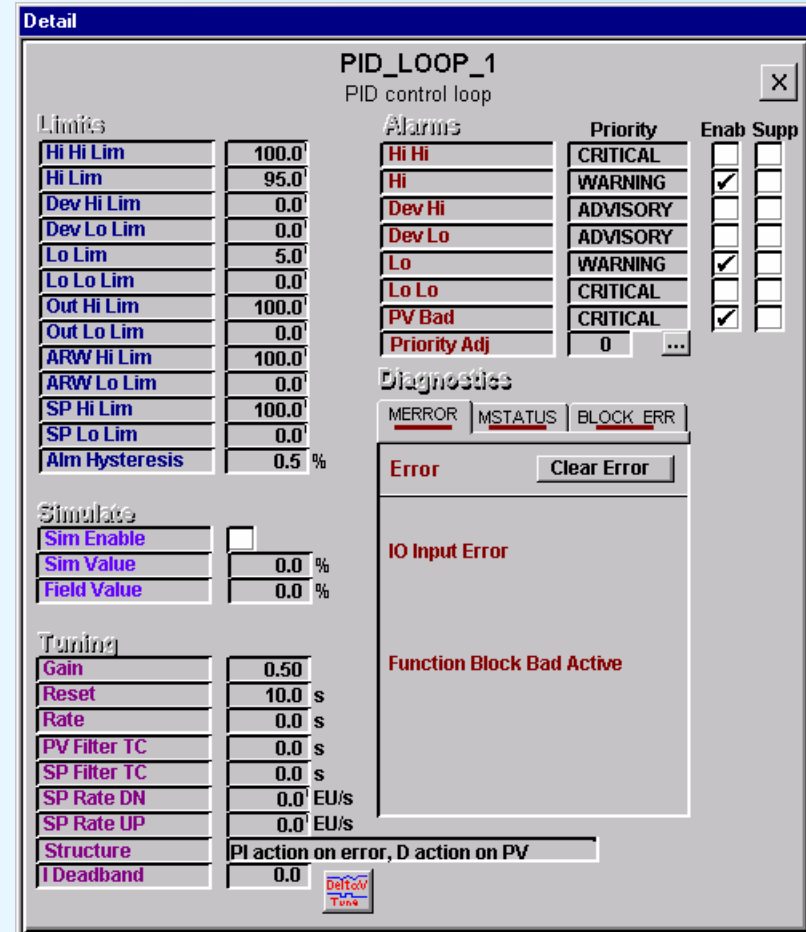 Detail
PID_LOOP_1
PID control loop
X
Limits
Hi Hi Lim 100.0
Hi Lim 95.0
Dev Hi Lim 0.0
Dev Lo Lim 0.0
Lo Lim 5.0
Lo Lo Lim 0.0
Out Hi Lim 100.0
Out Lo Lim 0.0
ARW Hi Lim 100.0
ARW Lo Lim 0.0
SP Hi Lim 100.0
SP Lo Lim 0.0
Alm Hysteresis 0.5 %
Simulate
Sim Enable
Sim Value 0.0 %
Field Value 0.0 %
Tuning
Gain 0.50
Reset 10.0 s
Rate 0.0 s
PV Filter TC 0.0 s
SP Filter TC 0.0 s
SP Rate DN 0.0 EU/s
SP Rate UP 0.0 EU/s
Structure PI action on error, D action on PV
I Deadband 0.0
DeltaV
Tune
Alarms Priority Enab Supp
Hi Hi CRITICAL
Hi WARNING ✓
Dev Hi ADVISORY
Dev Lo ADVISORY
Lo WARNING ✓
Lo Lo CRITICAL
PV Bad CRITICAL ✓
Priority Adj 0 ...
Diagnostics
MERROR MSTATUS BLOCK_ERR
Error Clear Error
IO Input Error
Function Block Bad Active